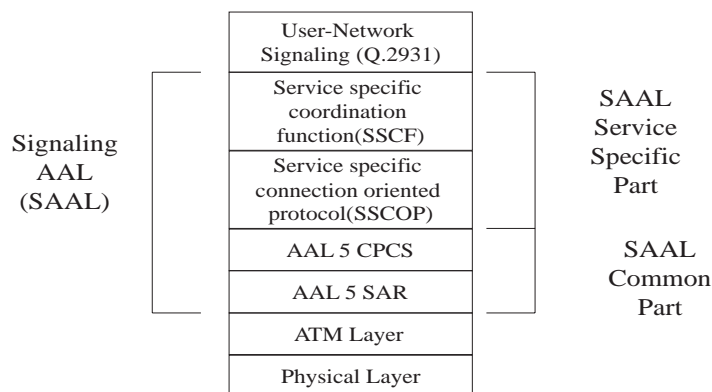 User-Network
Signaling (Q.2931)
Service specific
coordination
function(SSCF)
Service specific
connection oriented
protocol(SSCOP)
AAL 5 CPCS
AAL 5 SAR
ATM Layer
Physical Layer
Signaling
AAL
(SAAL)
SAAL
Service
Specific
Part
SAAL
Common
Part